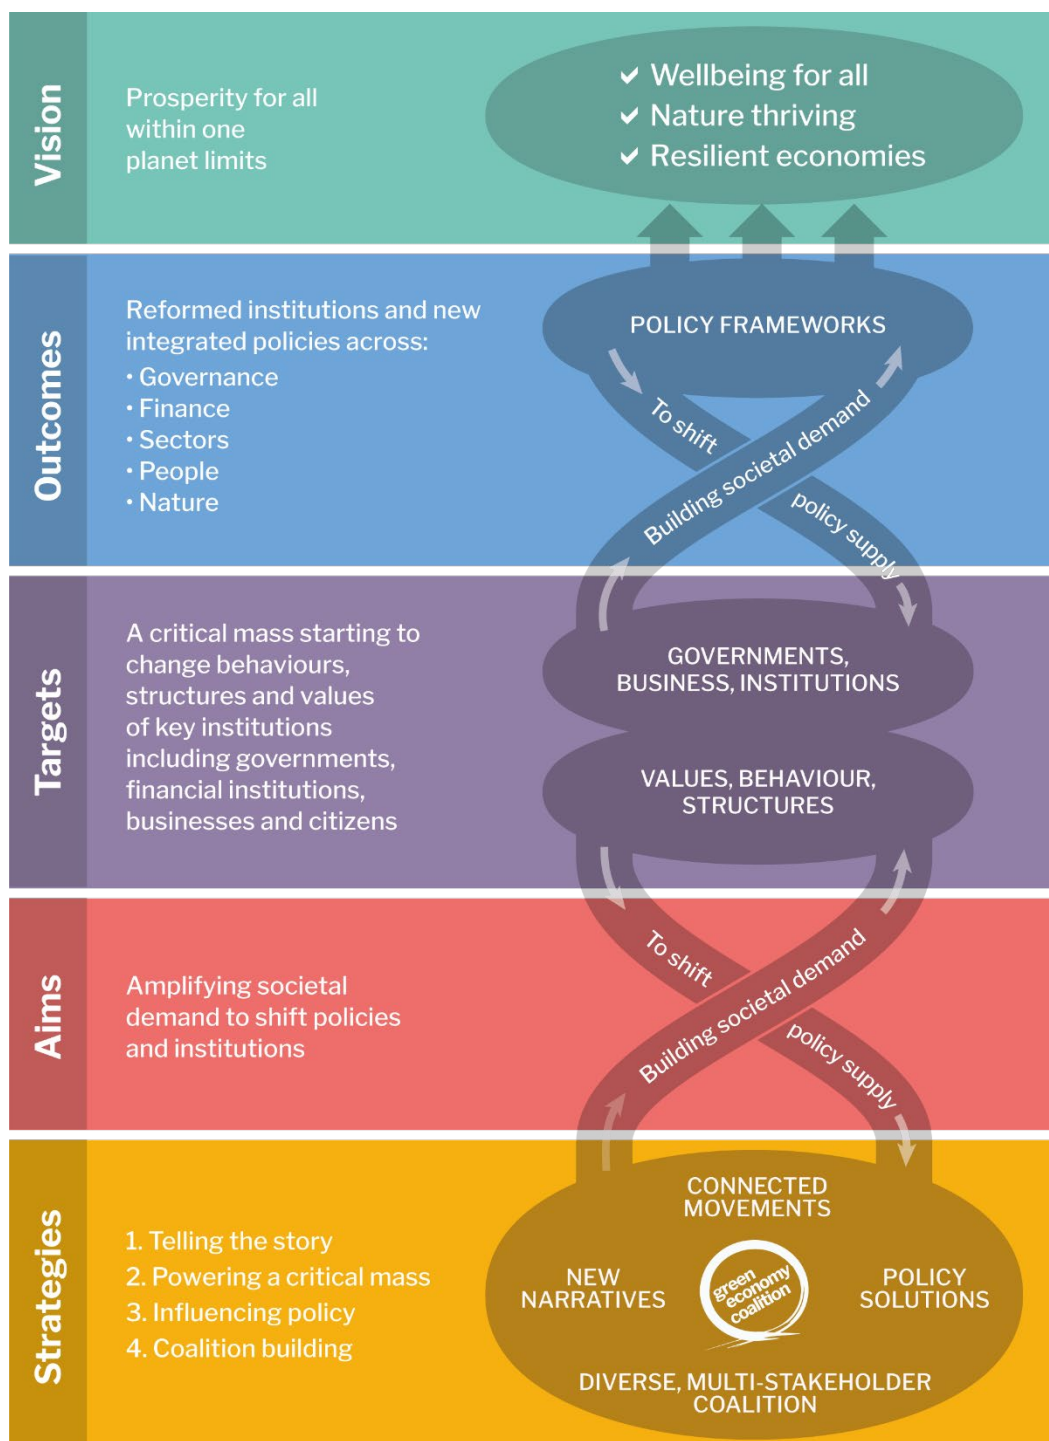 Vision
Prosperity for all
within one
planet limits
✓ Wellbeing for all
✓ Nature thriving
✓ Resilient economies
Outcomes
Reformed institutions and new
integrated policies across:
• Governance
• Finance
• Sectors
• People
• Nature
POLICY FRAMEWORKS
To shift
policy supply
Building societal demand
Targets
A critical mass starting to
change behaviours,
structures and values
of key institutions
including governments,
financial institutions,
businesses and citizens
GOVERNMENTS,
BUSINESS, INSTITUTIONS
VALUES, BEHAVIOUR,
STRUCTURES
Aims
Amplifying societal
demand to shift policies
and institutions
To shift
policy supply
Building societal demand
Strategies
1. Telling the story
2. Powering a critical mass
3. Influencing policy
4. Coalition building
CONNECTED
MOVEMENTS
NEW
NARRATIVES
green
economy
coalition
POLICY
SOLUTIONS
DIVERSE, MULTI-STAKEHOLDER
COALITION